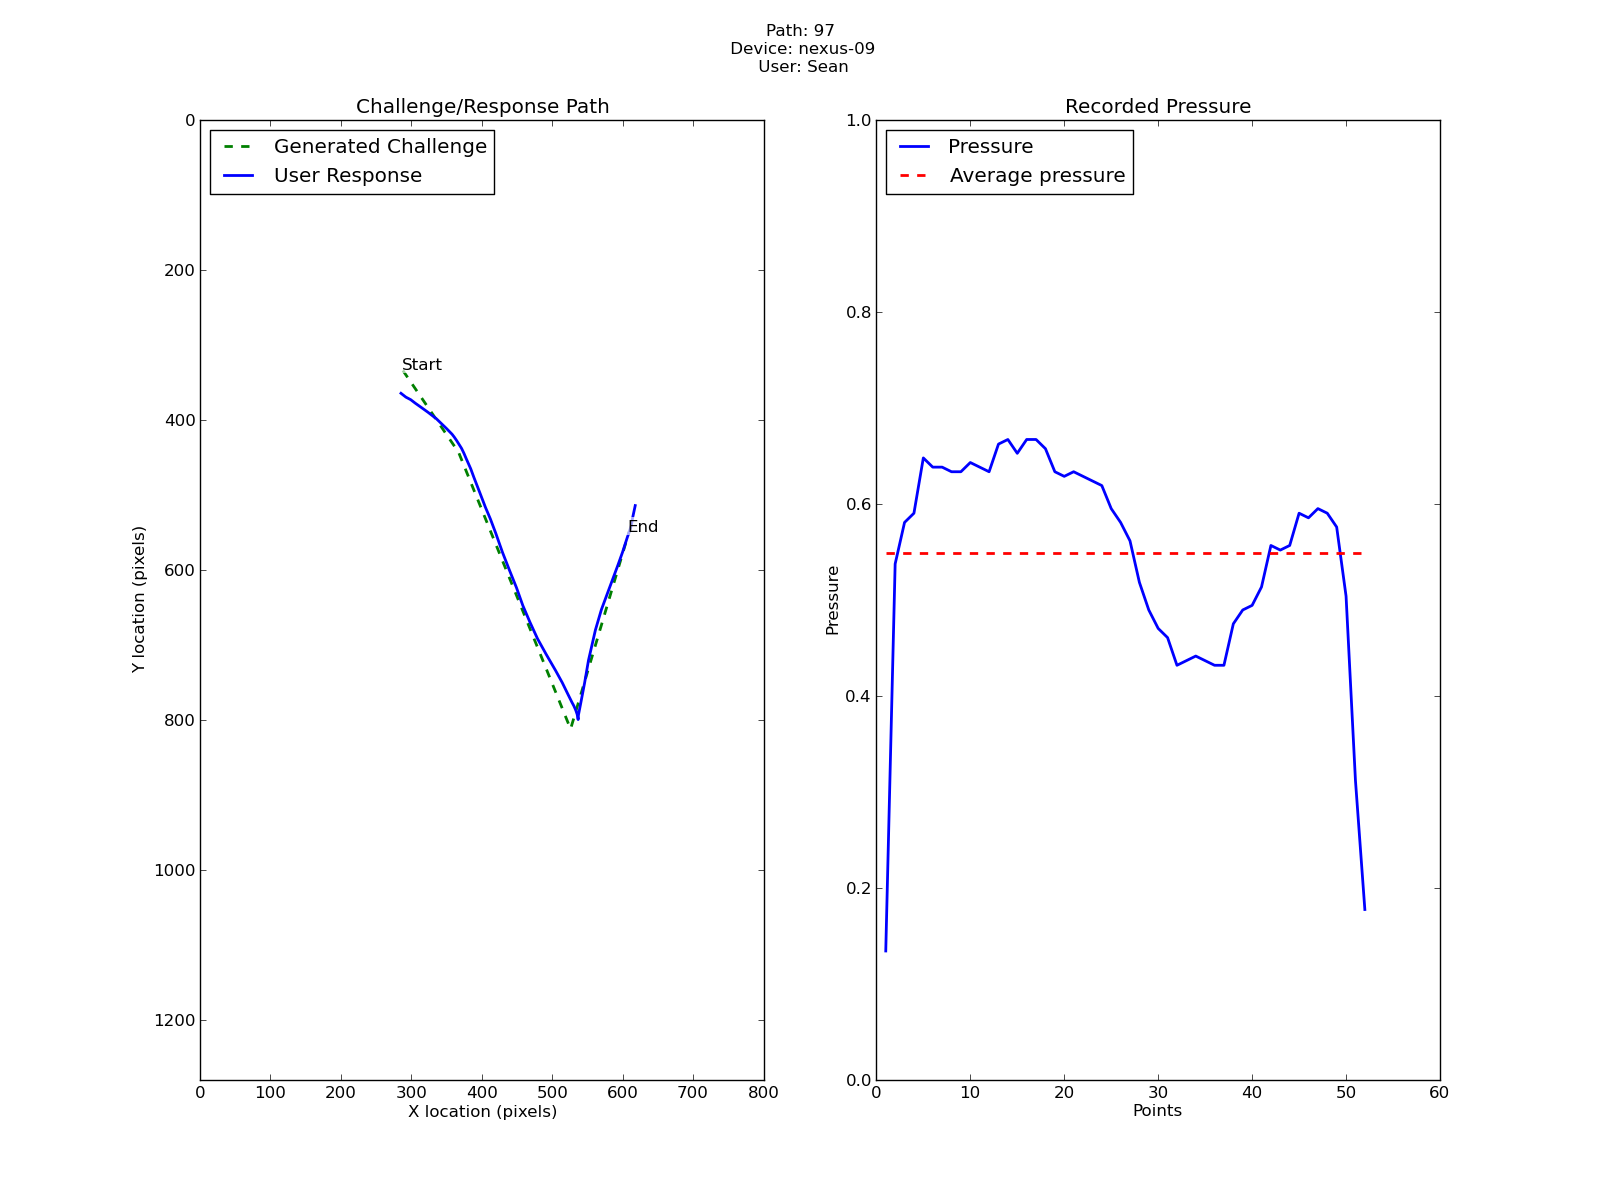 Path: 97
Device: nexus-09
User: Sean
Challenge/Response Path
Generated Challenge
User Response
0
200
400
600
800
1000
1200
Y location (pixels)
Start
End
0 100 200 300 400 500 600 700 800
X location (pixels)
Recorded Pressure
Pressure
Average pressure
1.0
0.8
0.6
0.4
0.2
0.0
Pressure
0 10 20 30 40 50 60
Points